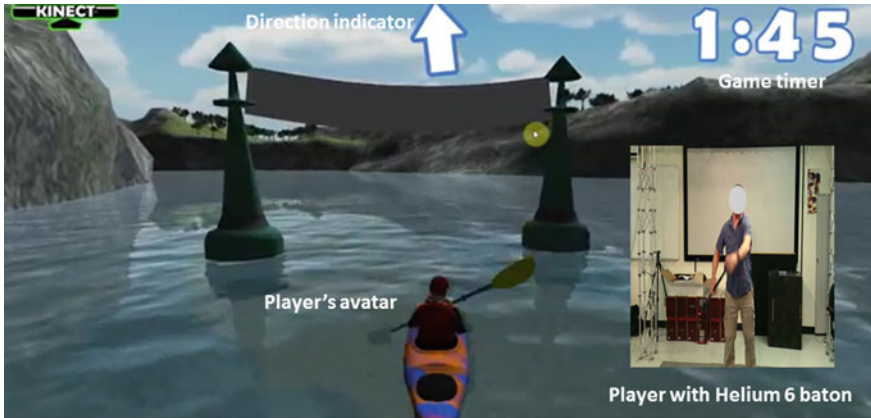 KINECT
Direction indicator
1:45
Game timer
Player's avatar
Player with Helium 6 baton